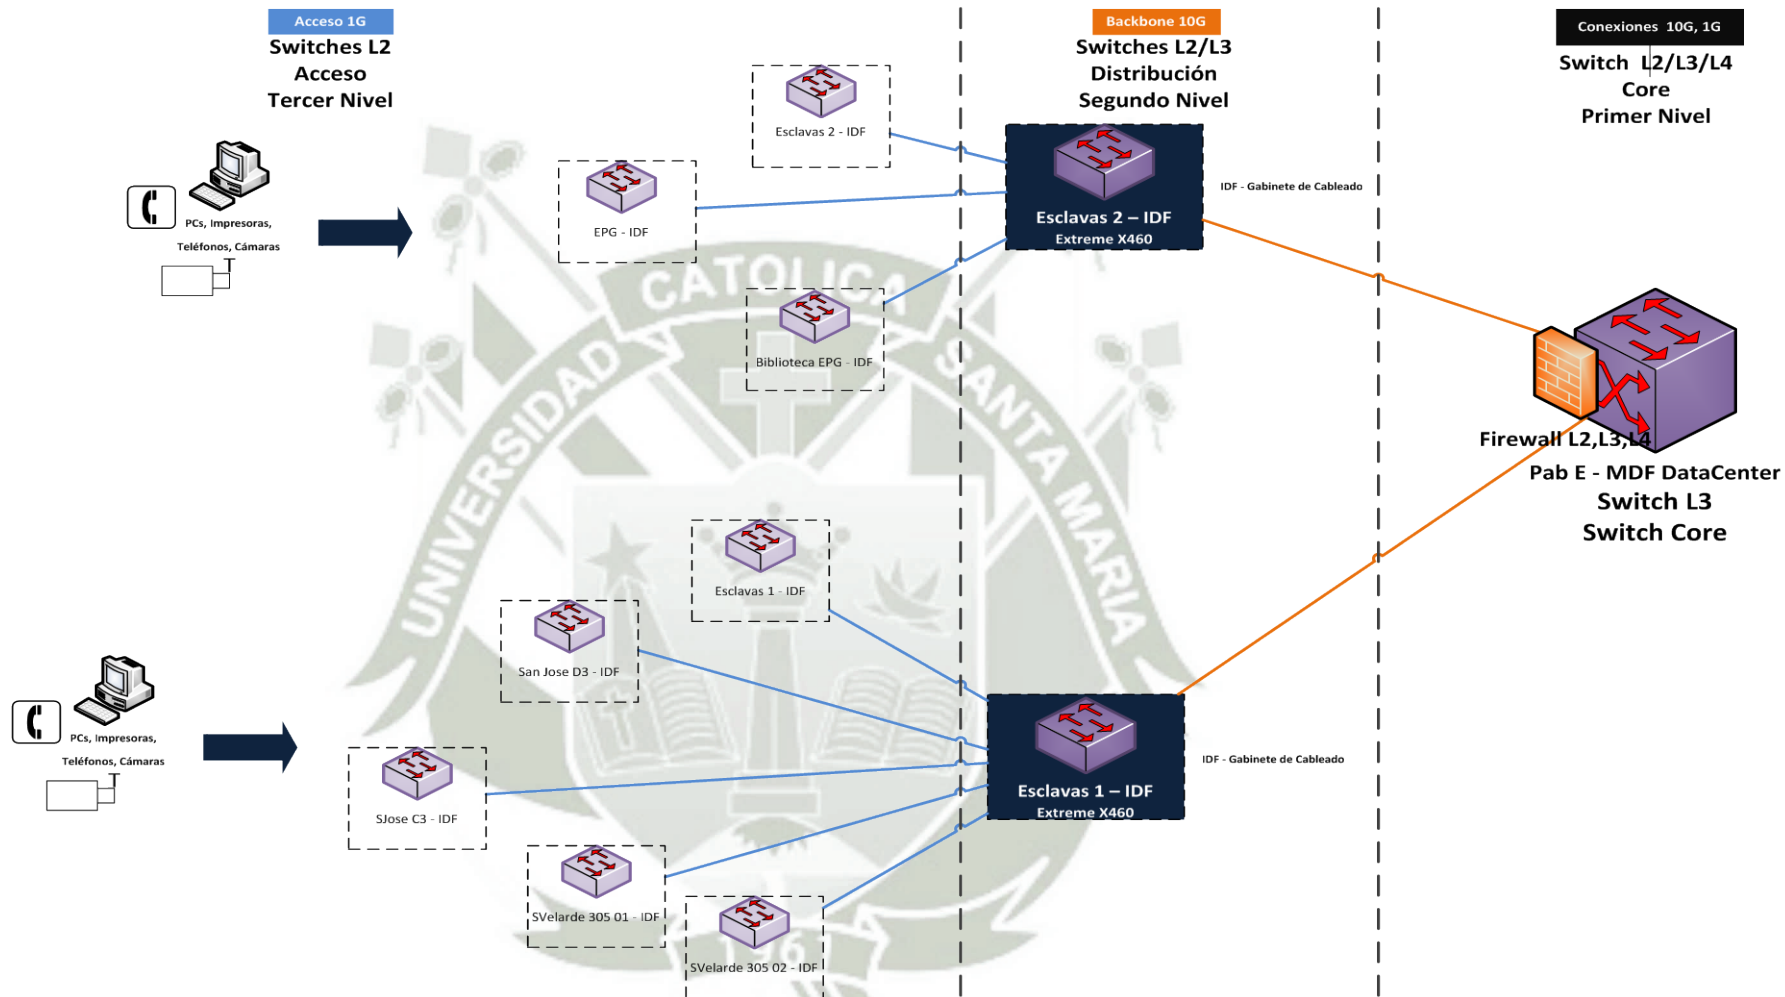 Acceso 1G
Switches L2
Acceso
Tercer Nivel
Backbone 10G
Switches L2/L3
Distribución
Segundo Nivel
Conexiones 10G, 1G
Switch L2/L3/L4
Core
Primer Nivel
PCs, Impresoras,
Teléfonos, Cámaras
Esclavas 2 - IDF
EPG - IDF
Biblioteca EPG - IDF
Esclavas 2 – IDF
Extreme X460
IDF - Gabinete de Cableado
Firewall L2,L3,L4
Pab E - MDF DataCenter
Switch L3
Switch Core
UNIVERSIDAD CATOLICA SANTA MARIA
PCs, Impresoras,
Teléfonos, Cámaras
Esclavas 1 - IDF
San Jose D3 - IDF
SJose C3 - IDF
SVelarde 305 01 - IDF
SVelarde 305 02 - IDF
Esclavas 1 – IDF
Extreme X460
IDF - Gabinete de Cableado
1961